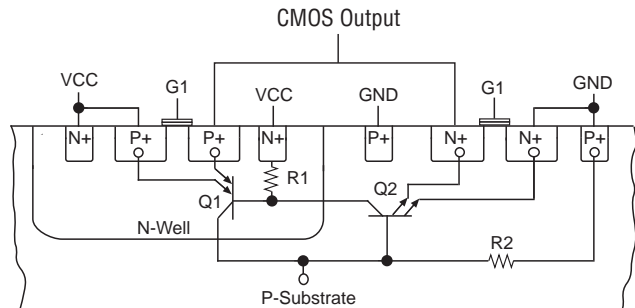 CMOS Output
VCC G1 VCC GND G1 GND
N+ P+ P+ N+ P+ N+ N+ P+
R1
Q1 Q2
N-Well R2
P-Substrate